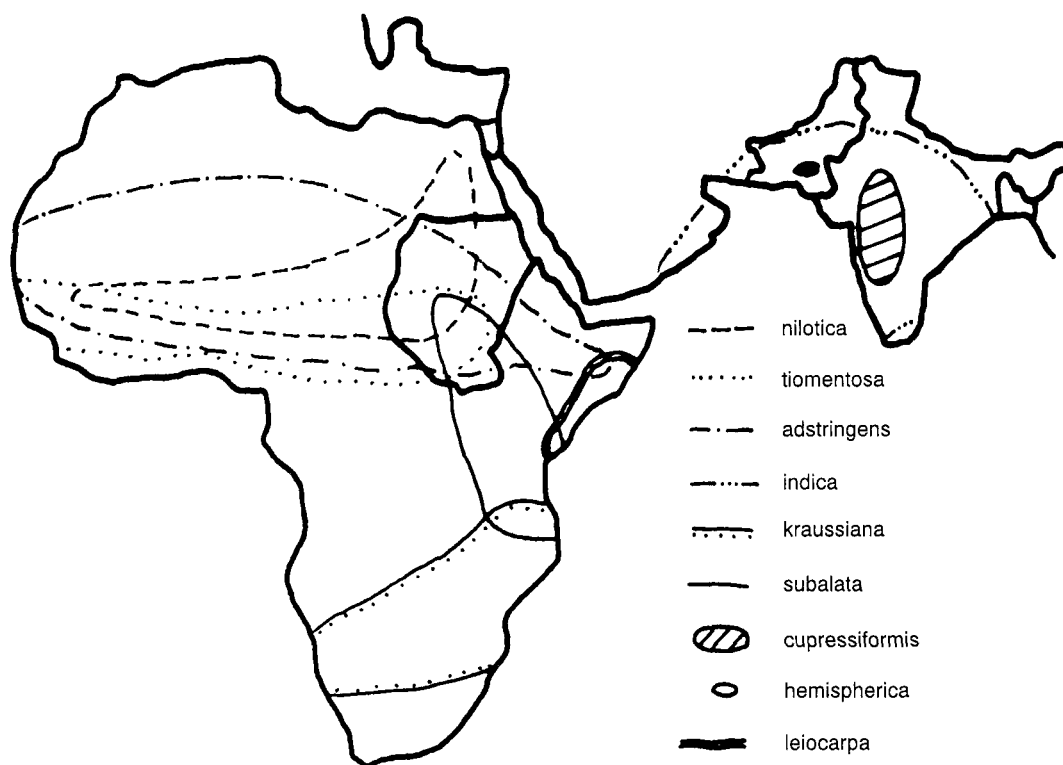 nilotica
tiomentosa
adstringens
indica
kraussiana
subalata
cupressiformis
hemispherica
leiocarpa